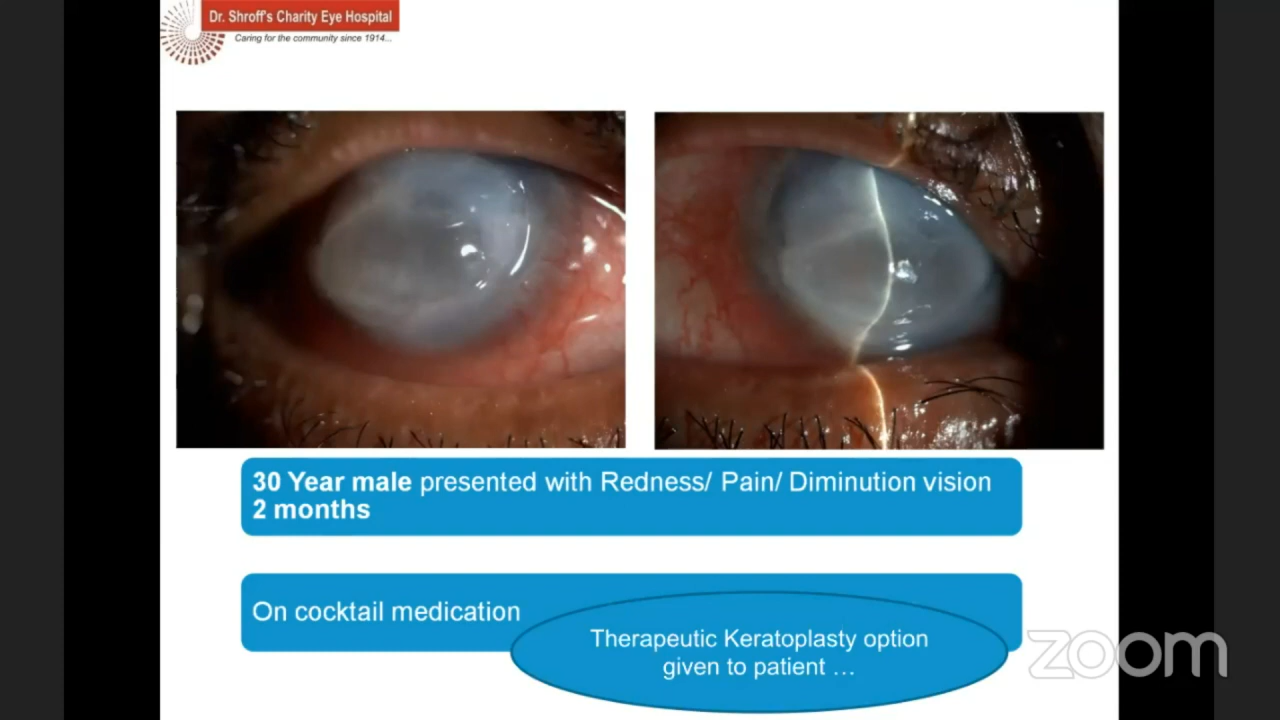 Dr. Shroff's Charity Eye Hospital
Caring for the community since 1914...
30 Year male presented with Redness/ Pain/ Diminution vision
2 months
On cocktail medication
Therapeutic Keratoplasty option
given to patient …
zoom